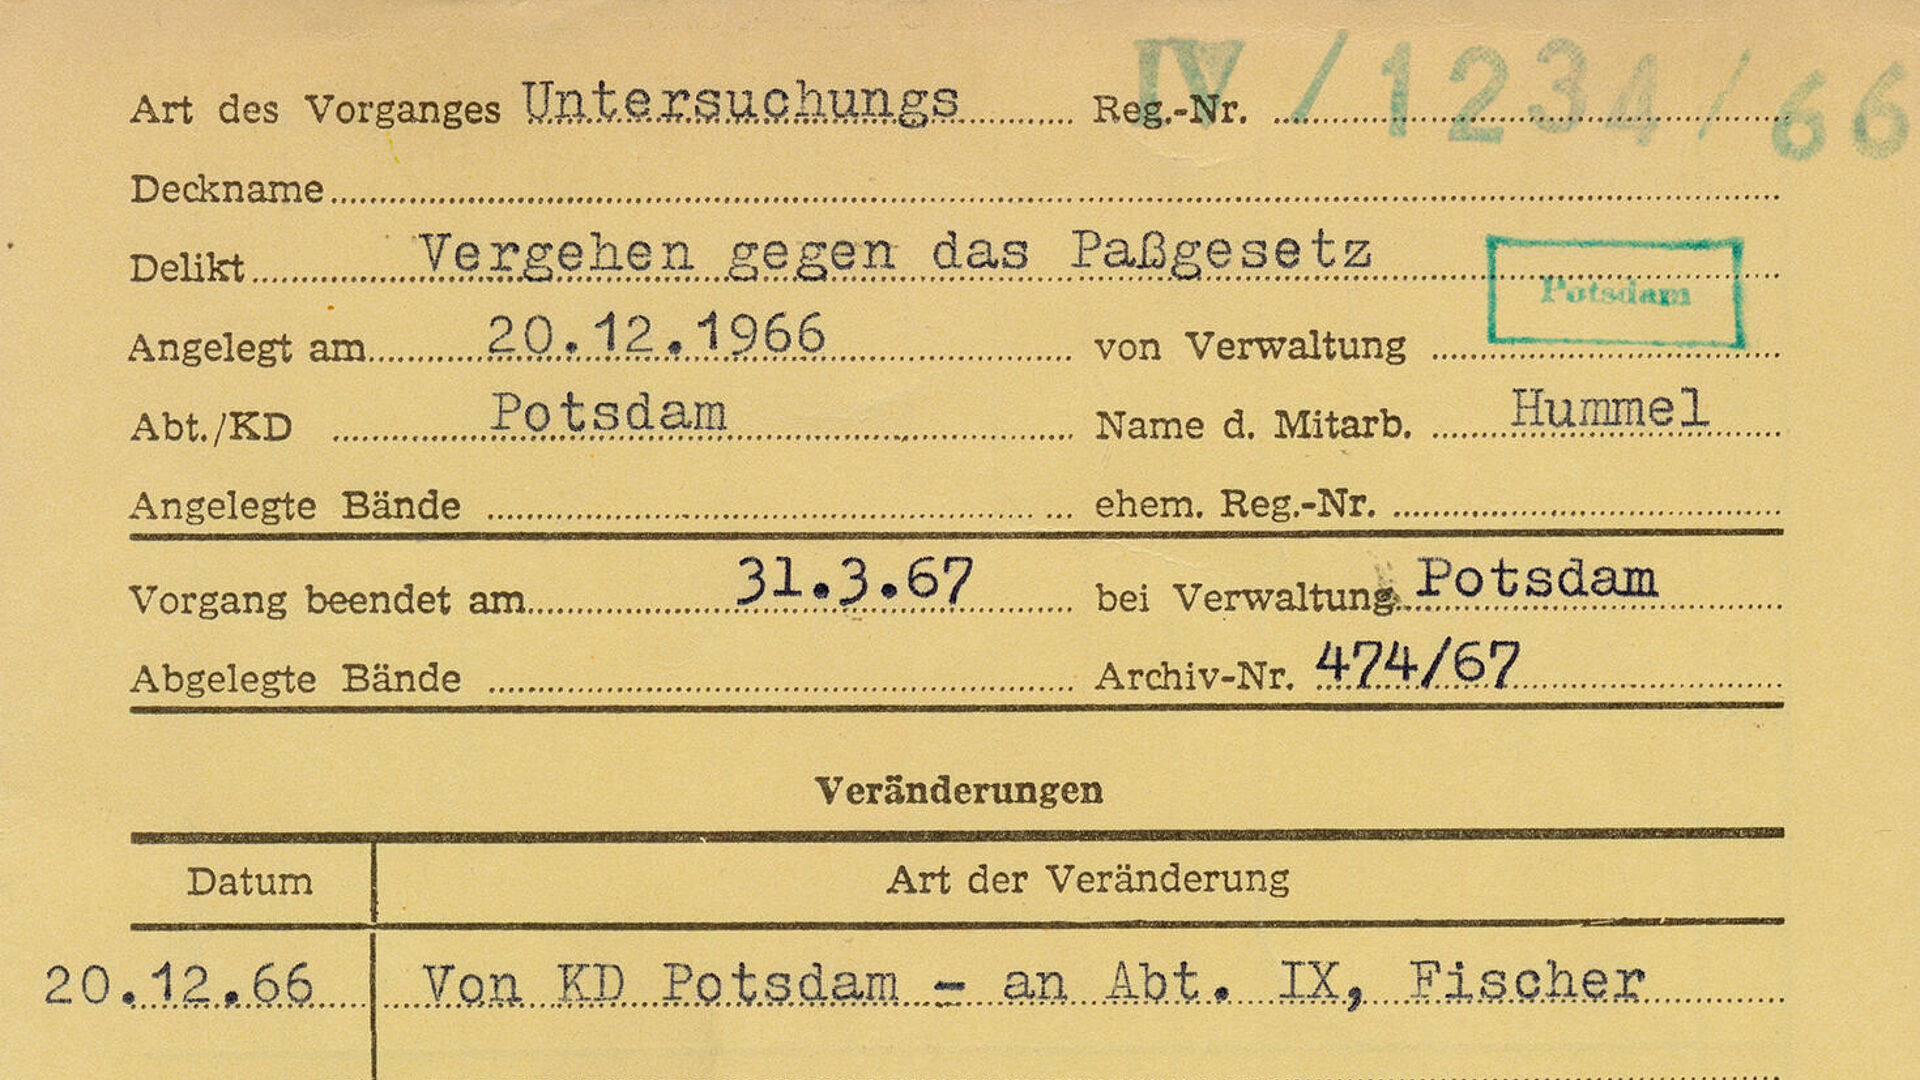 Art des Vorganges Untersuchungs Reg.-Nr. IV/1234/66
Deckname
Delikt Vergehen gegen das Paßgesetz
Potsdam
Angelegt am 20.12.1966 von Verwaltung
Abt./KD Potsdam Name d. Mitarb. Hummel
Angelegte Bände ehem. Reg.-Nr.
Vorgang beendet am 31.3.67 bei Verwaltung Potsdam
Abgelegte Bände Archiv-Nr. 474/67
Veränderungen
Datum Art der Veränderung
20.12.66 Von KD Potsdam - an Abt. IX, Fischer